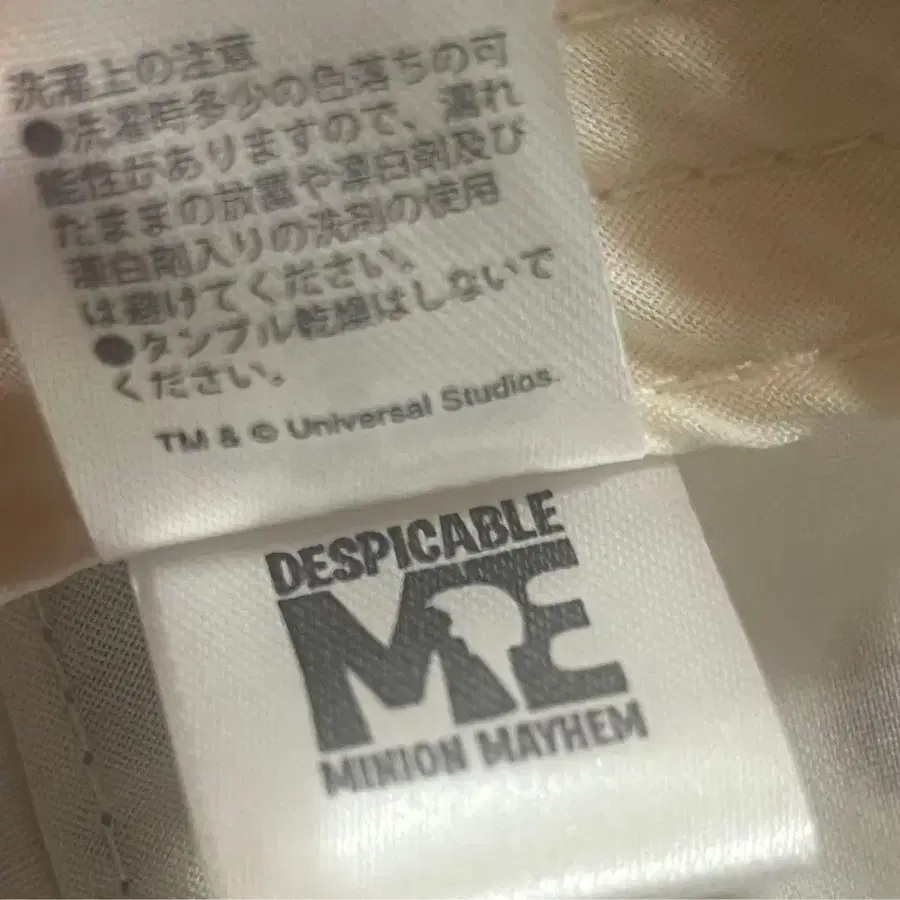 洗濯上の注意
●洗濯時多少の色落ちの可
能性がありますので、濡れ
たままの放置や漂白剤及び
漂白剤入りの洗剤の使用
は避けてください。
●タンブル乾燥はしないで
ください。
TM & © Universal Studios.
DESPICABLE
ME
MINION MAYHEM